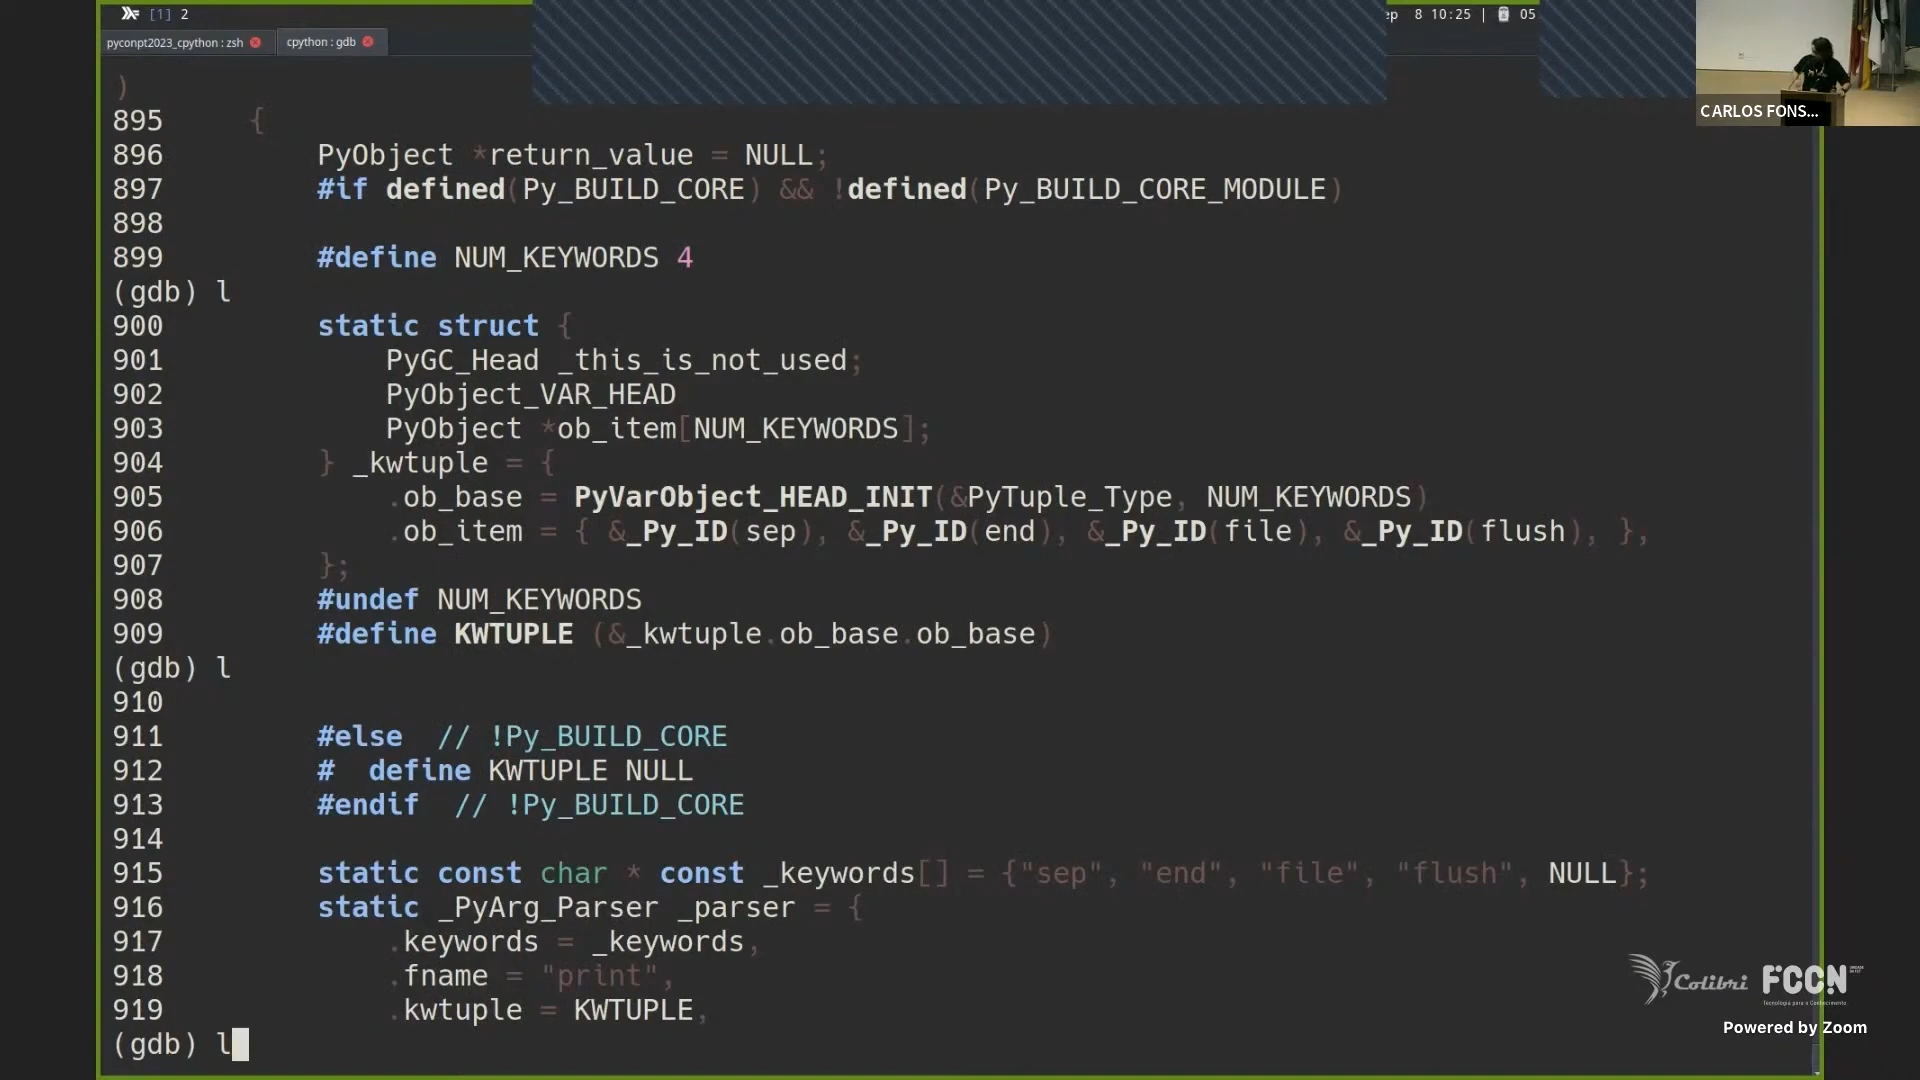 [1] 2
ep 8 10:25 | 05
pyconpt2023_cpython : zsh
cpython : gdb
CARLOS FONS...
)
895 {
896 PyObject *return_value = NULL;
897 #if defined(Py_BUILD_CORE) && !defined(Py_BUILD_CORE_MODULE)
898
899 #define NUM_KEYWORDS 4
(gdb) l
900 static struct {
901 PyGC_Head _this_is_not_used;
902 PyObject_VAR_HEAD
903 PyObject *ob_item[NUM_KEYWORDS];
904 } _kwtuple = {
905 .ob_base = PyVarObject_HEAD_INIT(&PyTuple_Type, NUM_KEYWORDS)
906 .ob_item = { &_Py_ID(sep), &_Py_ID(end), &_Py_ID(file), &_Py_ID(flush), },
907 };
908 #undef NUM_KEYWORDS
909 #define KWTUPLE (&_kwtuple.ob_base.ob_base)
(gdb) l
910
911 #else // !Py_BUILD_CORE
912 # define KWTUPLE NULL
913 #endif // !Py_BUILD_CORE
914
915 static const char * const _keywords[] = {"sep", "end", "file", "flush", NULL};
916 static _PyArg_Parser _parser = {
917 .keywords = _keywords,
918 .fname = "print",
919 .kwtuple = KWTUPLE,
(gdb) l
Colibri FCCN
Tecnologia para o Conhecimento
Powered by Zoom